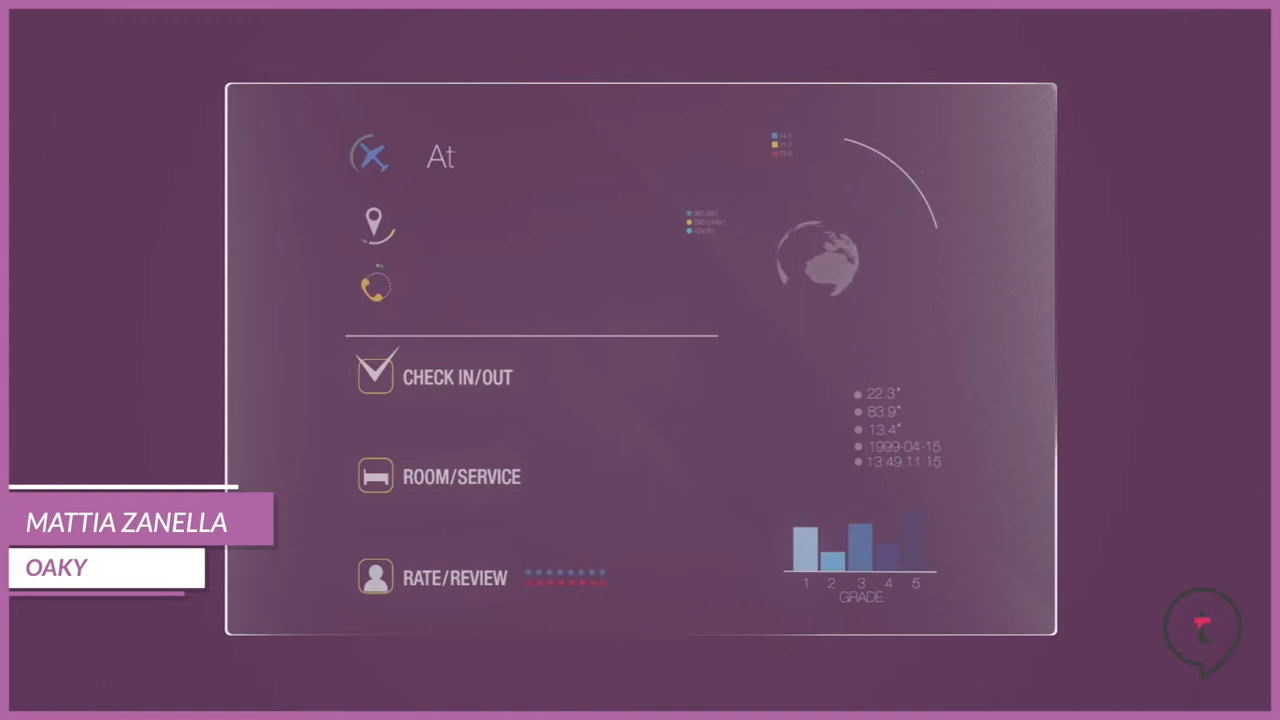 At
CHECK IN/OUT
ROOM/SERVICE
RATE/REVIEW
22.3°
83.9°
13.4°
1999-04-15
13:49:11:15
1 2 3 4 5
GRADE
MATTIA ZANELLA
OAKY